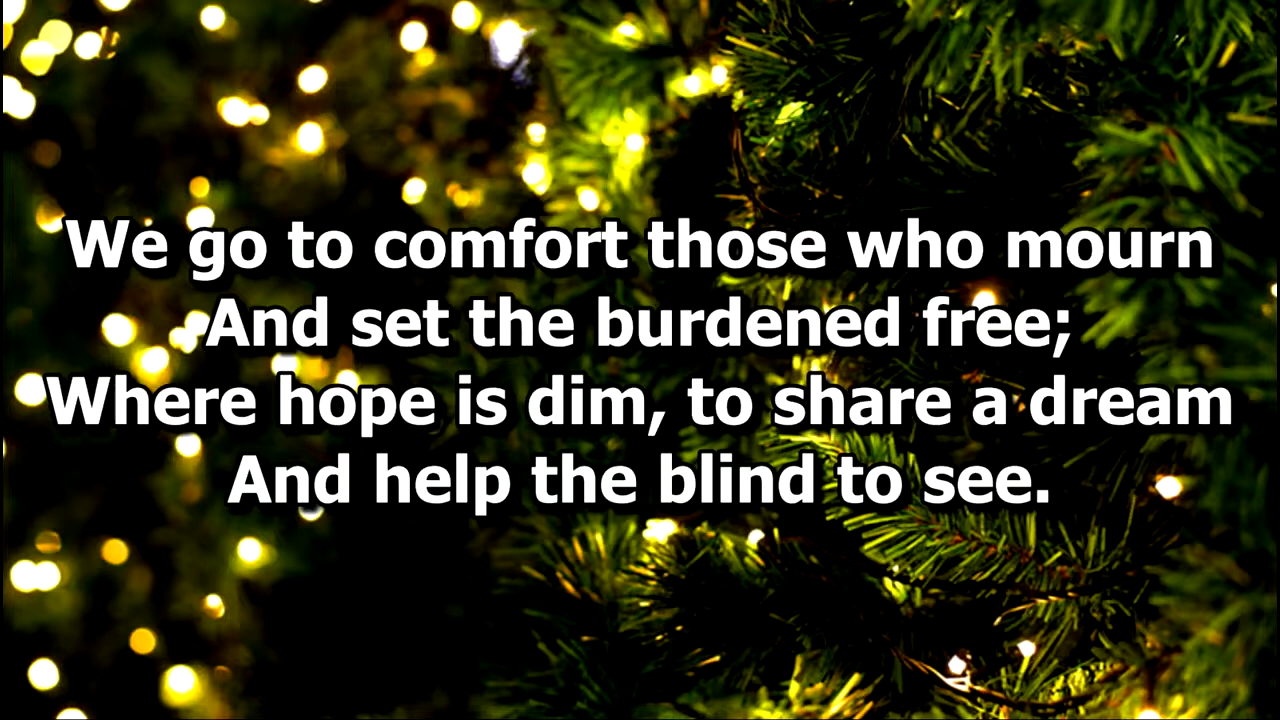 We go to comfort those who mourn
And set the burdened free;
Where hope is dim, to share a dream
And help the blind to see.